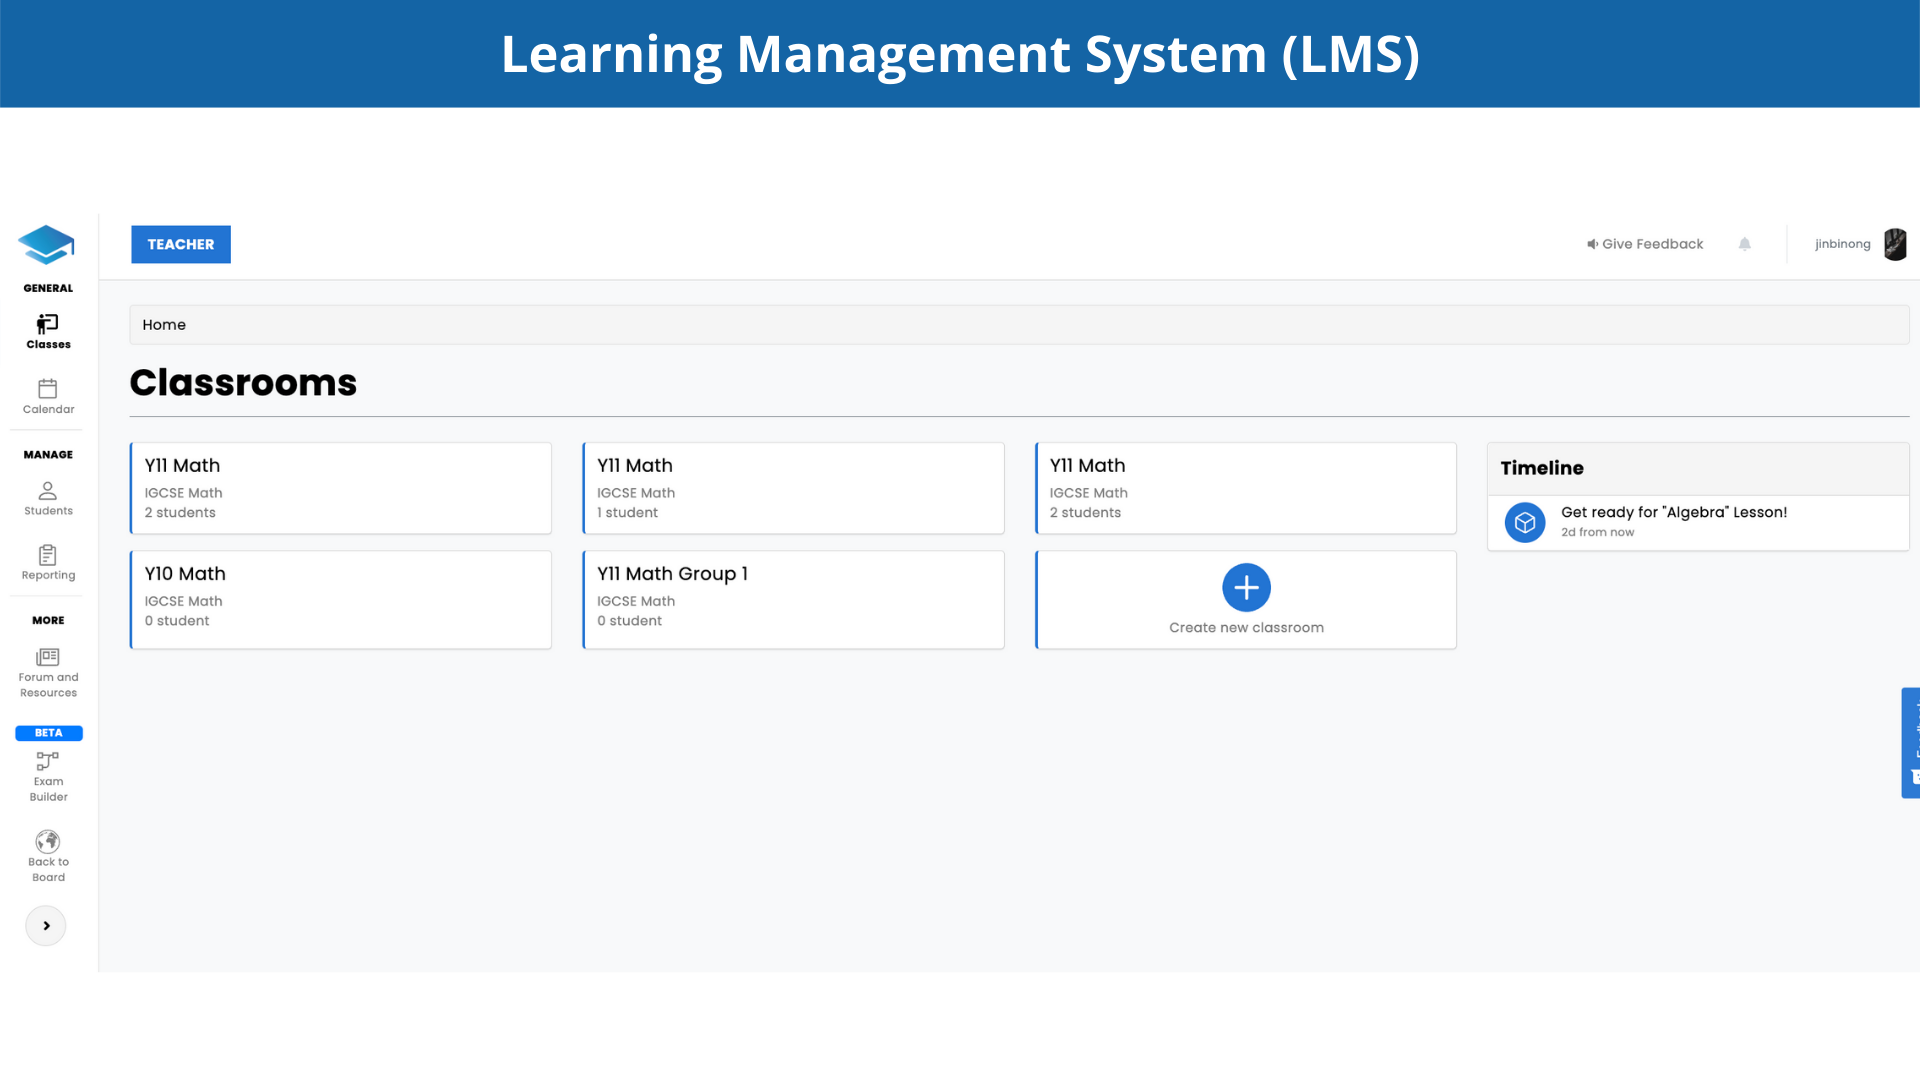 Learning Management System (LMS)
TEACHER
Give Feedback
jinbinong
GENERAL
Classes
Calendar
MANAGE
Students
Reporting
MORE
Forum and
Resources
BETA
Exam
Builder
Back to
Board
Home
Classrooms
Y11 Math
IGCSE Math
2 students
Y11 Math
IGCSE Math
1 student
Y11 Math
IGCSE Math
2 students
Y10 Math
IGCSE Math
0 student
Y11 Math Group 1
IGCSE Math
0 student
Create new classroom
Timeline
Get ready for "Algebra" Lesson!
2d from now